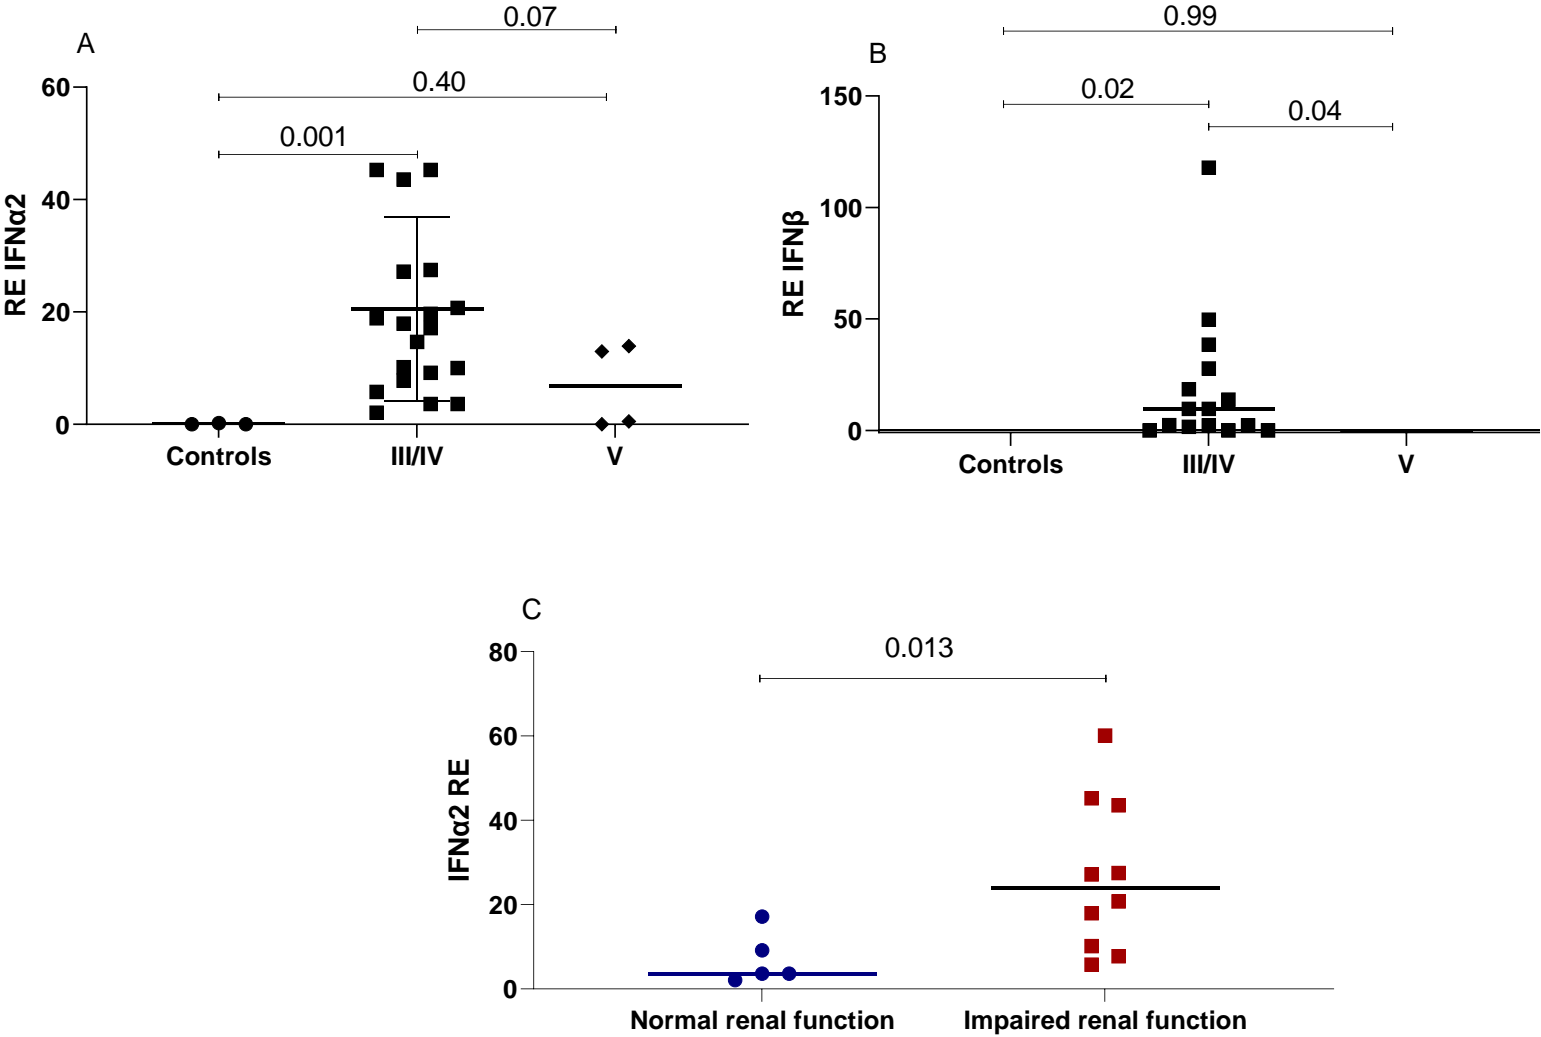 A
0.07
0.40
0.001
60
40
20
0
RE IFNα2
Controls
III/IV
V
B
0.99
0.02
0.04
150
100
50
0
RE IFNβ
Controls
III/IV
V
C
0.013
80
60
40
20
0
IFNα2 RE
Normal renal function
Impaired renal function